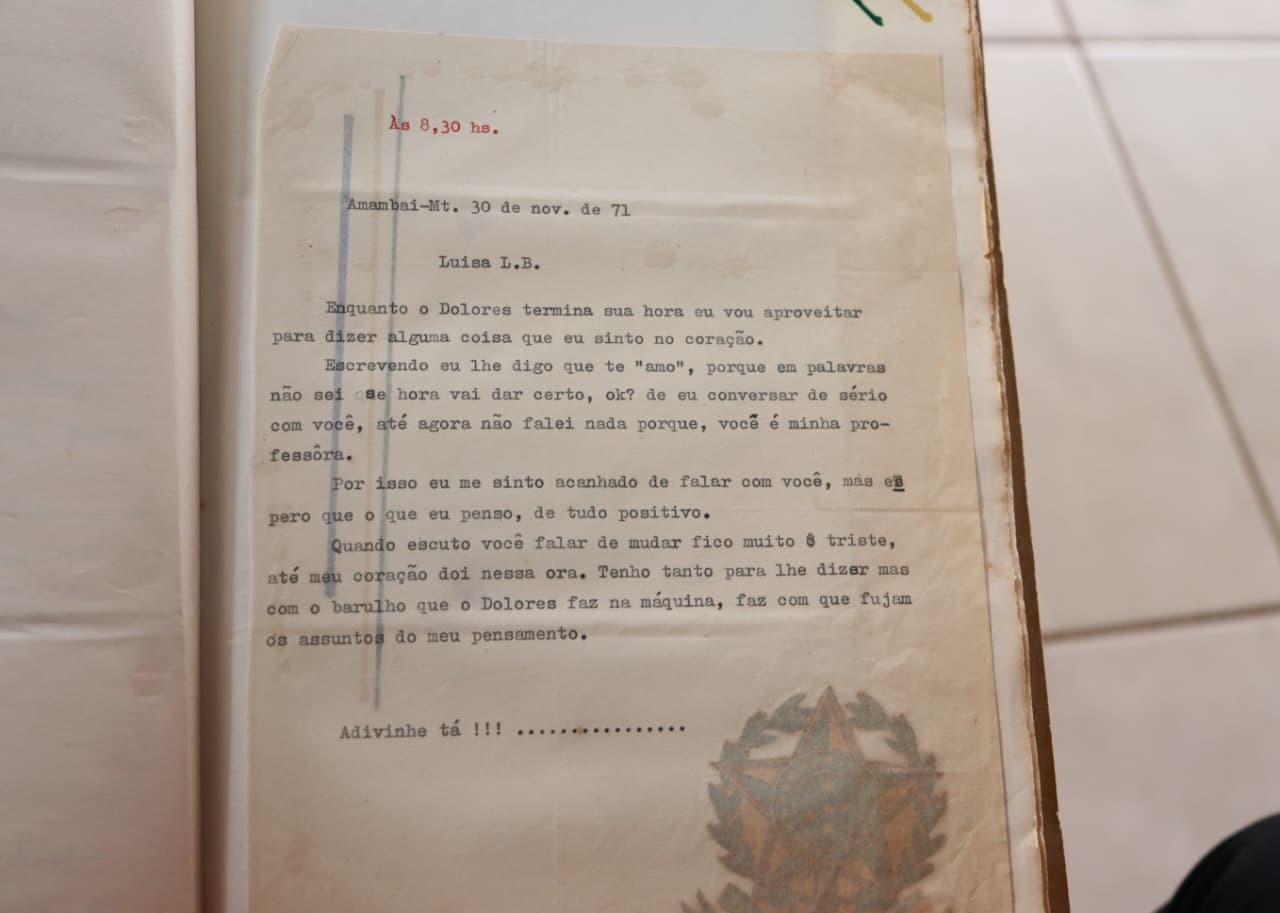 Às 8,30 hs.
Amambai-Mt. 30 de nov. de 71
Luisa L.B.
Enquanto o Dolores termina sua hora eu vou aproveitar
para dizer alguma coisa que eu sinto no coração.
Escrevendo eu lhe digo que te "amo", porque em palavras
não sei se hora vai dar certo, ok? de eu conversar de sério
com você, até agora não falei nada porque, você é minha pro-
fessôra.
Por isso eu me sinto acanhado de falar com você, mas es
pero que o que eu penso, de tudo positivo.
Quando escuto você falar de mudar fico muito triste,
até meu coração doi nessa ora. Tenho tanto para lhe dizer mas
com o barulho que o Dolores faz na máquina, faz com que fujam
os assuntos do meu pensamento.
Adivinhe tá !!! ................